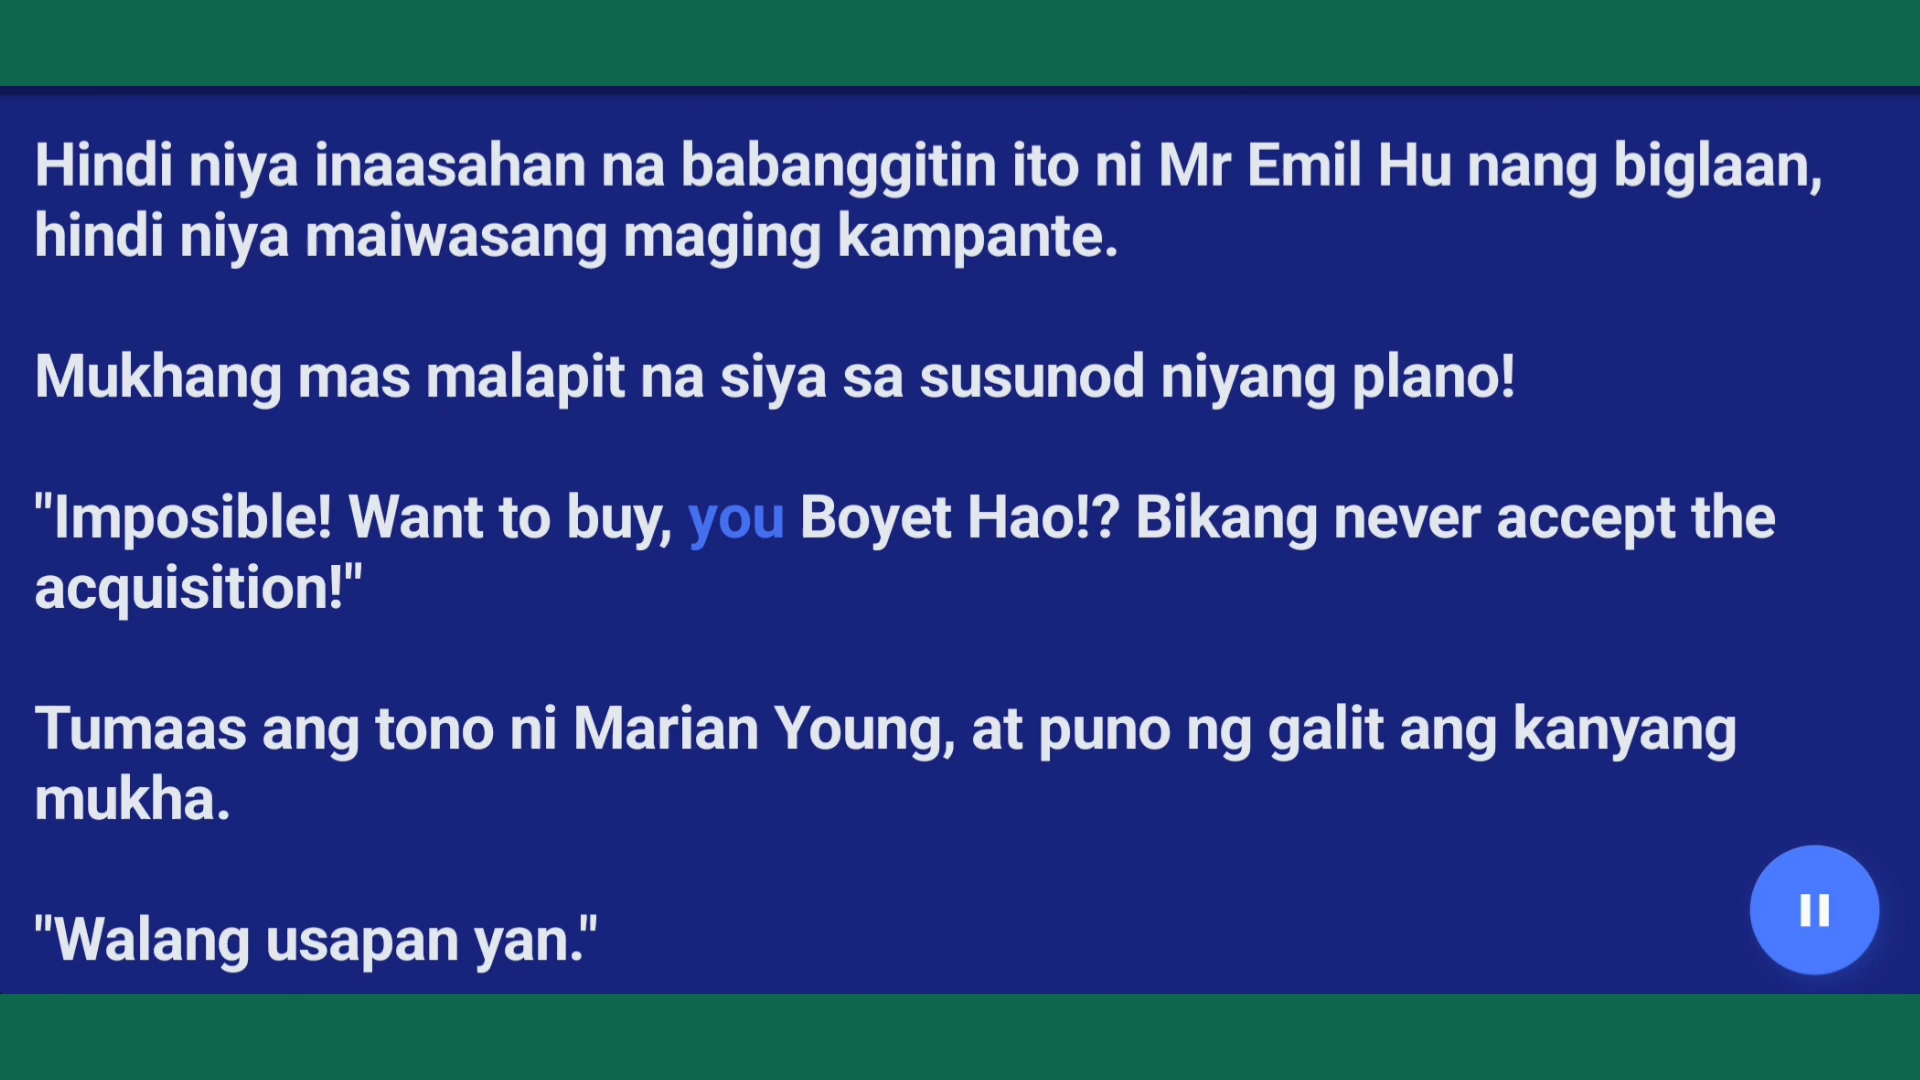 Hindi niya inaasahan na babanggitin ito ni Mr Emil Hu nang biglaan,
hindi niya maiwasang maging kampante.
Mukhang mas malapit na siya sa susunod niyang plano!
"Imposible! Want to buy, you Boyet Hao!? Bikang never accept the
acquisition!"
Tumaas ang tono ni Marian Young, at puno ng galit ang kanyang
mukha.
"Walang usapan yan."